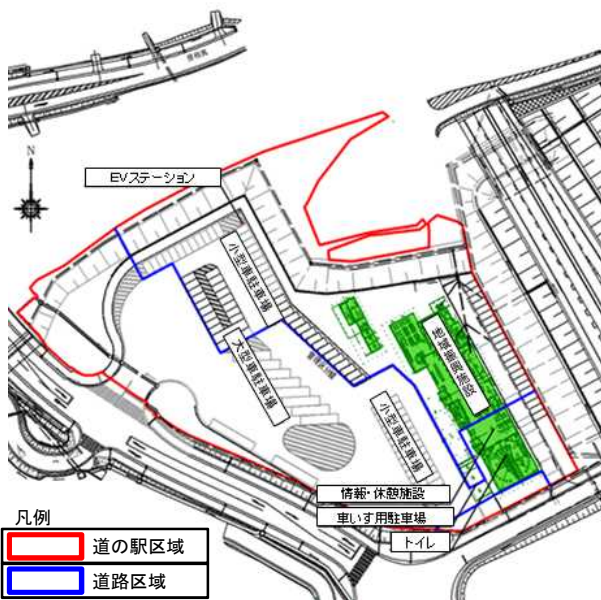 N
EVステーション
小型車駐車場
大型車駐車場
小型車駐車場
地域振興施設
情報・休憩施設
車いす用駐車場
トイレ
凡例
道の駅区域
道路区域